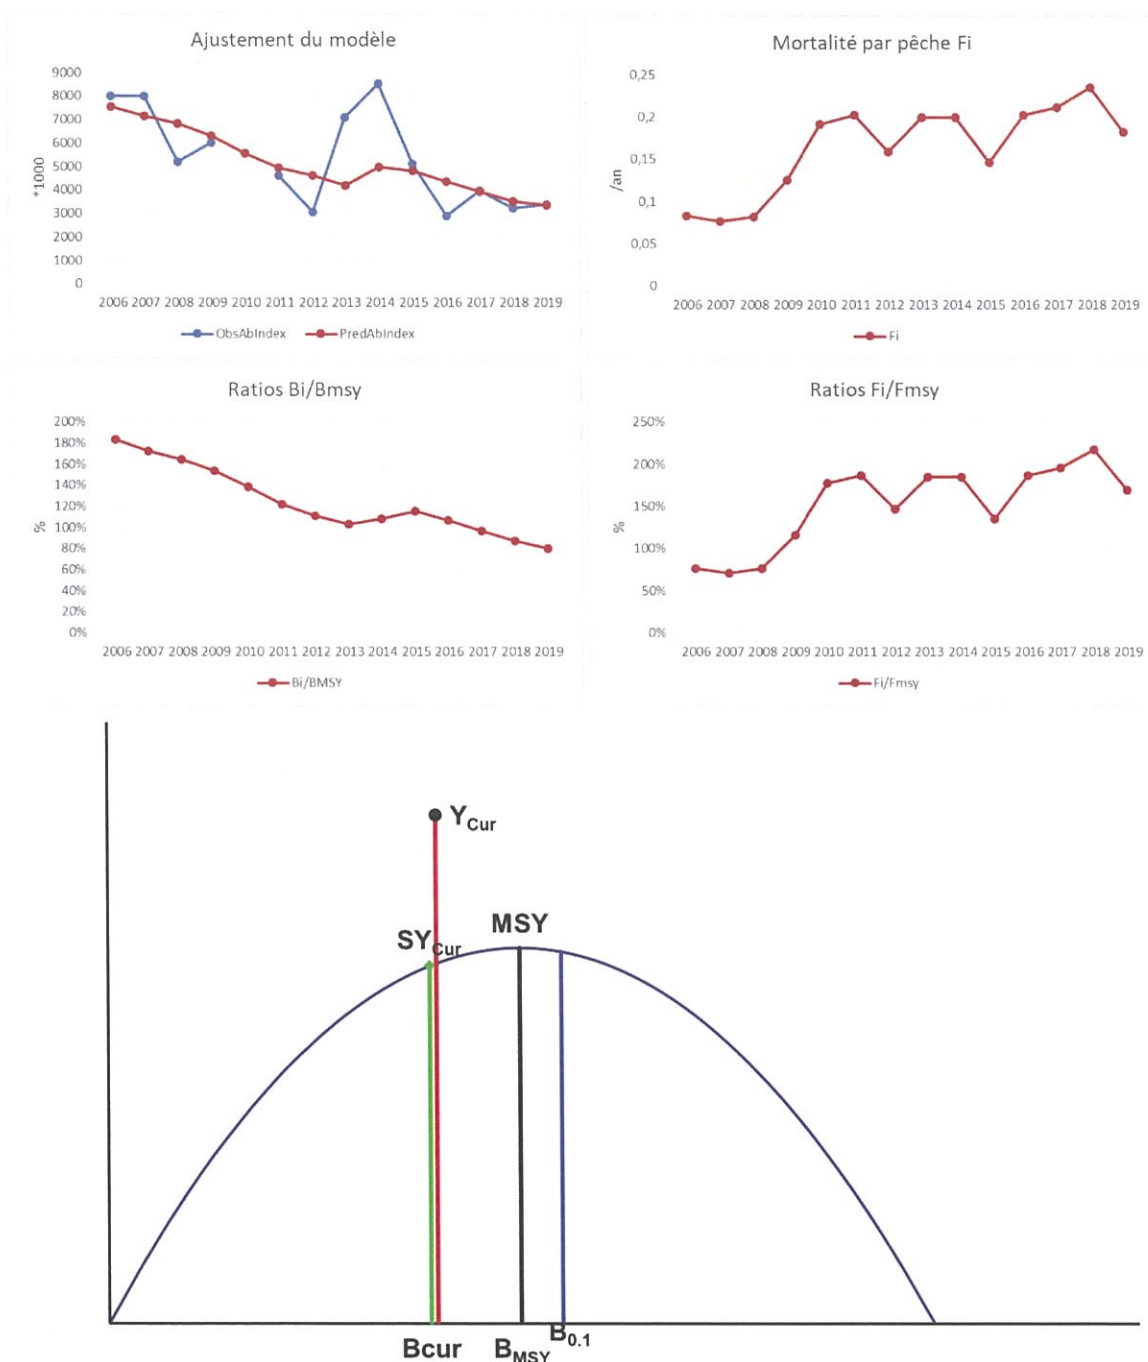 Ajustement du modèle
9000
8000
7000
6000
5000
4000
3000
2000
1000
0
*1000
2006 2007 2008 2009 2010 2011 2012 2013 2014 2015 2016 2017 2018 2019
ObsAbIndex PredAbIndex
Mortalité par pêche Fi
0,25
0,2
0,15
0,1
0,05
0
/an
2006 2007 2008 2009 2010 2011 2012 2013 2014 2015 2016 2017 2018 2019
Fi
Ratios Bi/Bmsy
200%
180%
160%
140%
120%
100%
80%
60%
40%
20%
0%
%
2006 2007 2008 2009 2010 2011 2012 2013 2014 2015 2016 2017 2018 2019
Bi/BMSY
Ratios Fi/Fmsy
250%
200%
150%
100%
50%
0%
%
2006 2007 2008 2009 2010 2011 2012 2013 2014 2015 2016 2017 2018 2019
Fi/Fmsy
YCur
MSY
SYCur
Bcur BMSY B0.1